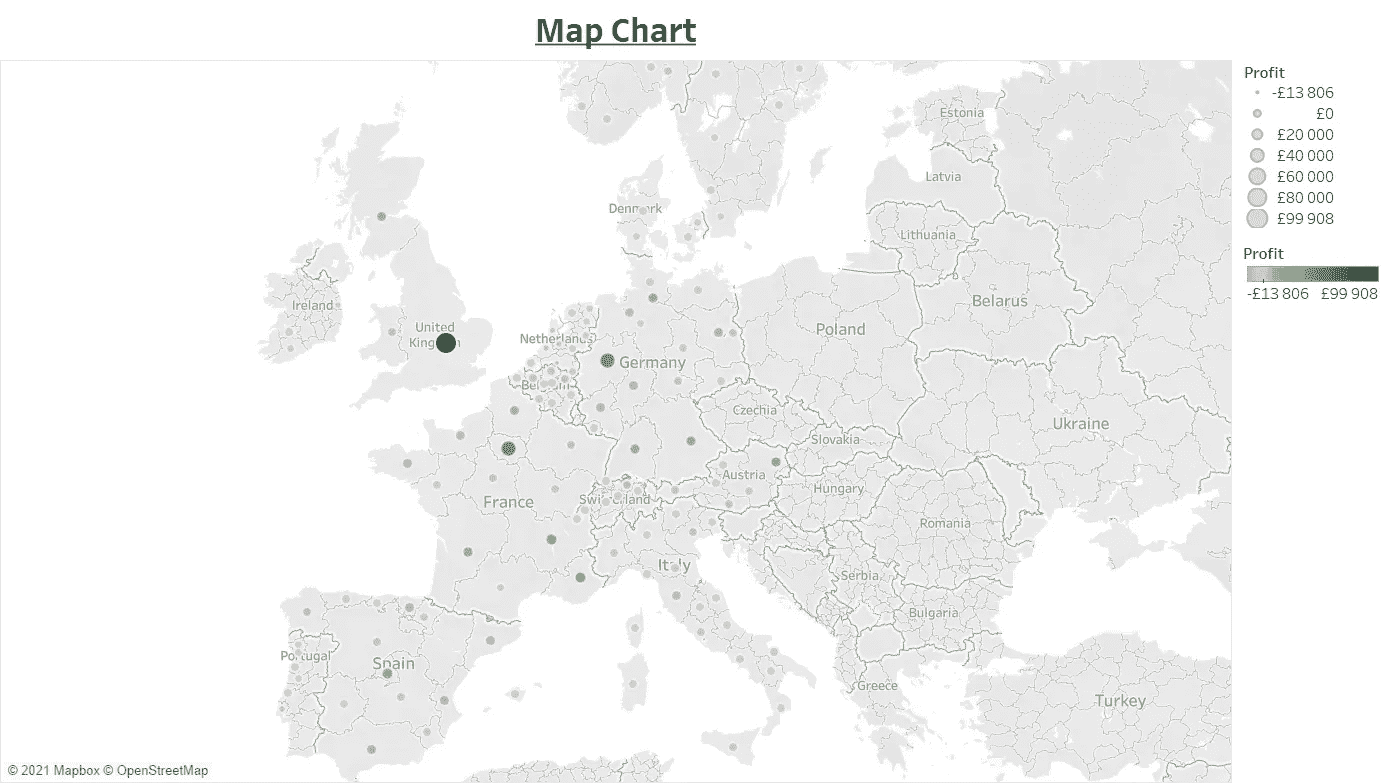 Map Chart
Profit
-£13 806
£0
£20 000
£40 000
£60 000
£80 000
£99 908
Profit
-£13 806 £99 908
Estonia
Latvia
Denmark
Lithuania
Ireland
Belarus
United
Kingdom
Netherlands
Poland
Germany
Belgium
Czechia
Ukraine
Slovakia
Austria
Hungary
France
Switzerland
Romania
Italy
Serbia
Bulgaria
Portugal
Spain
Greece
Turkey
© 2021 Mapbox © OpenStreetMap